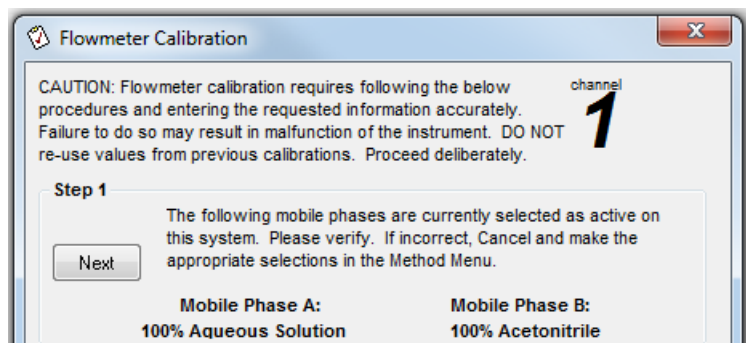 Flowmeter Calibration
CAUTION: Flowmeter calibration requires following the below
procedures and entering the requested information accurately.
Failure to do so may result in malfunction of the instrument. DO NOT
re-use values from previous calibrations. Proceed deliberately.
channel
1
Step 1
The following mobile phases are currently selected as active on
this system. Please verify. If incorrect, Cancel and make the
appropriate selections in the Method Menu.
Next
Mobile Phase A: Mobile Phase B:
100% Aqueous Solution 100% Acetonitrile